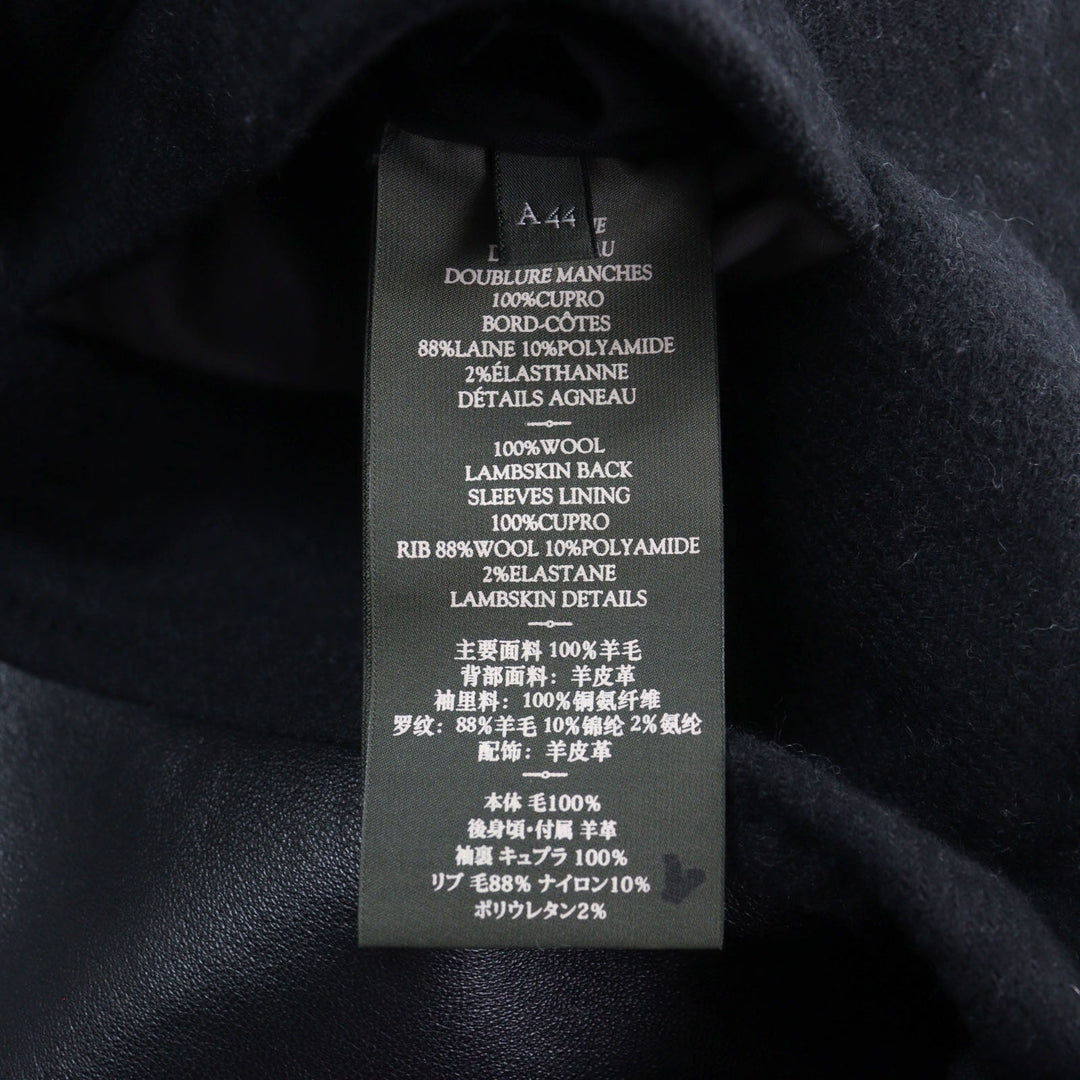 A 44
DOUBLURE MANCHES
100%CUPRO
BORD-CÔTES
88%LAINE 10%POLYAMIDE
2%ÉLASTHANNE
DÉTAILS AGNEAU
100%WOOL
LAMBSKIN BACK
SLEEVES LINING
100%CUPRO
RIB 88%WOOL 10%POLYAMIDE
2%ELASTANE
LAMBSKIN DETAILS
主要面料 100%羊毛
背部面料：羊皮革
袖里料：100%铜氨纤维
罗纹：88%羊毛 10%锦纶 2%氨纶
配饰：羊皮革
本体 毛100%
後身頃・付属 羊革
袖裏 キュプラ 100%
リブ 毛88% ナイロン10%
ポリウレタン2%